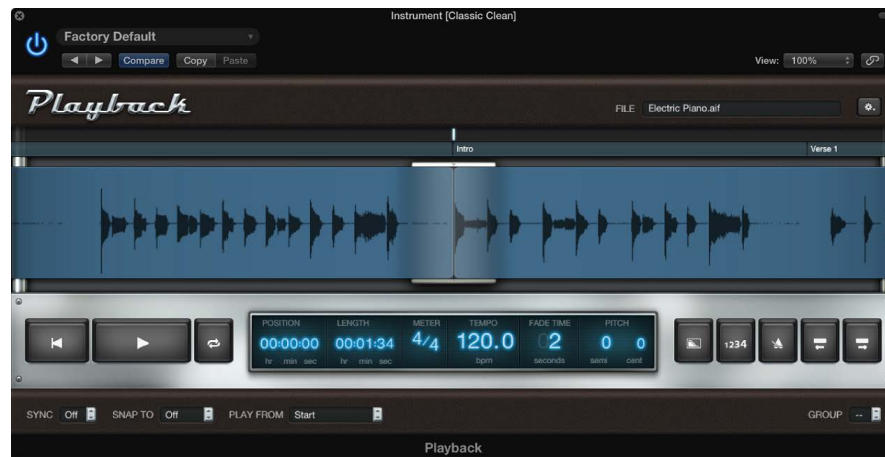 Instrument [Classic Clean]
Factory Default
Compare Copy Paste
View: 100%
Playback
FILE Electric Piano.aif
Intro Verse 1
POSITION LENGTH METER TEMPO FADE TIME PITCH
00:00:00 00:01:34 4/4 120.0 02 0 0
hr min sec hr min sec bpm seconds sems cent
1234
SYNC Off SNAP TO Off PLAY FROM Start GROUP --
Playback